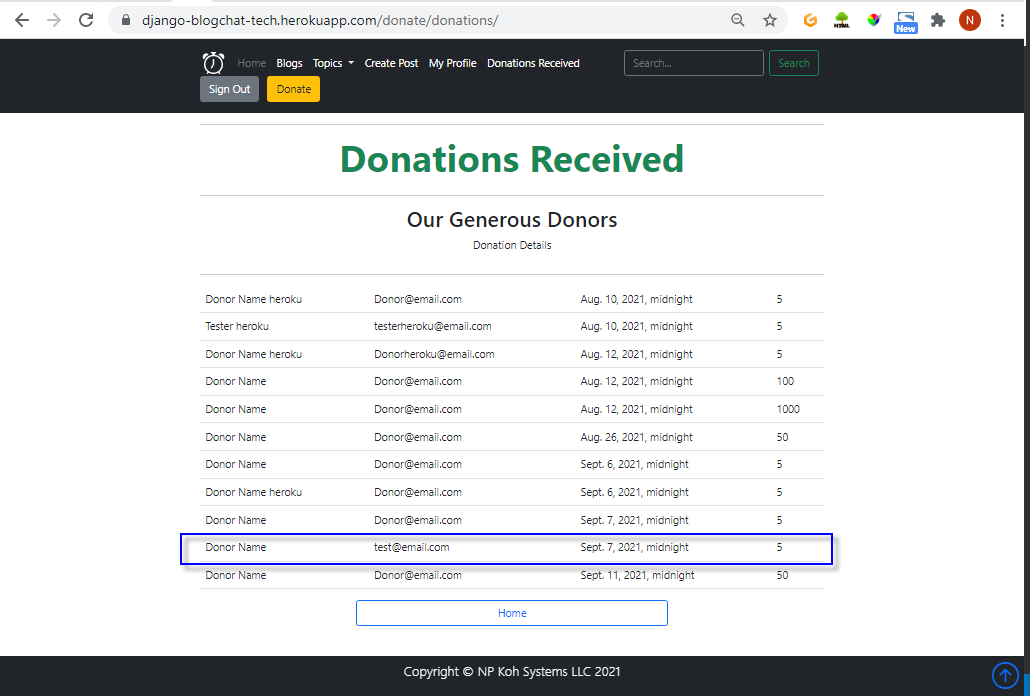 django-blogchat-tech.herokuapp.com/donate/donations/
HTML
New
N
Home Blogs Topics Create Post My Profile Donations Received Search... Search
Sign Out Donate
Donations Received
Our Generous Donors
Donation Details
Donor Name heroku Donor@email.com Aug. 10, 2021, midnight 5
Tester heroku testerheroku@email.com Aug. 10, 2021, midnight 5
Donor Name heroku Donorheroku@email.com Aug. 12, 2021, midnight 5
Donor Name Donor@email.com Aug. 12, 2021, midnight 100
Donor Name Donor@email.com Aug. 12, 2021, midnight 1000
Donor Name Donor@email.com Aug. 26, 2021, midnight 50
Donor Name Donor@email.com Sept. 6, 2021, midnight 5
Donor Name heroku Donor@email.com Sept. 6, 2021, midnight 5
Donor Name Donor@email.com Sept. 7, 2021, midnight 5
Donor Name test@email.com Sept. 7, 2021, midnight 5
Donor Name Donor@email.com Sept. 11, 2021, midnight 50
Home
Copyright © NP Koh Systems LLC 2021